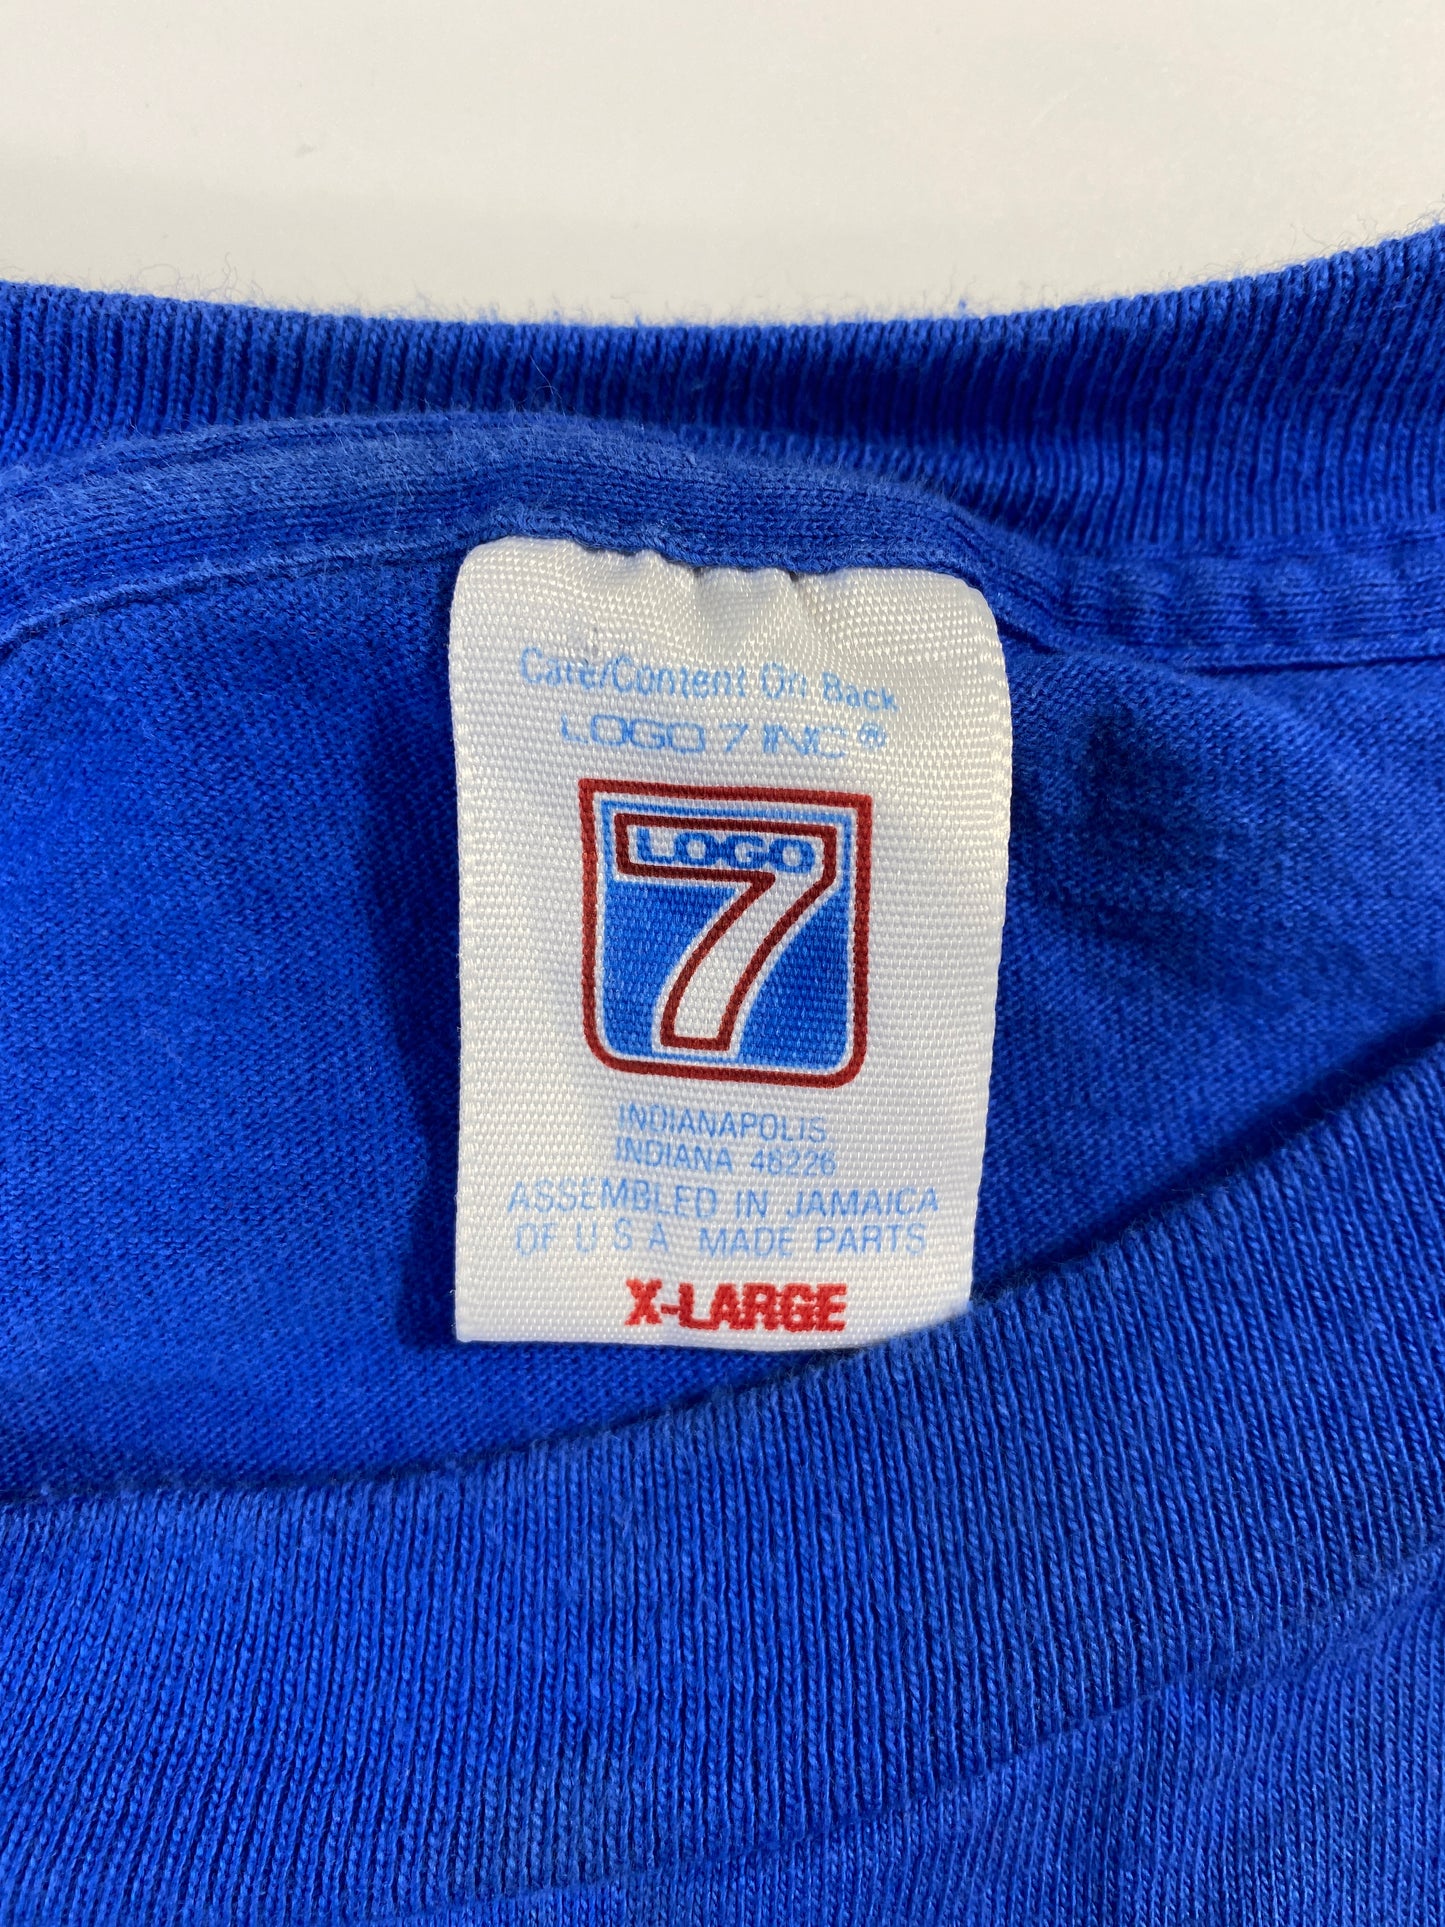 Care/Content On Back
LOGO 7 INC®
LOGO
7
INDIANAPOLIS
INDIANA 46226
ASSEMBLED IN JAMAICA
OF U S A MADE PARTS
X-LARGE